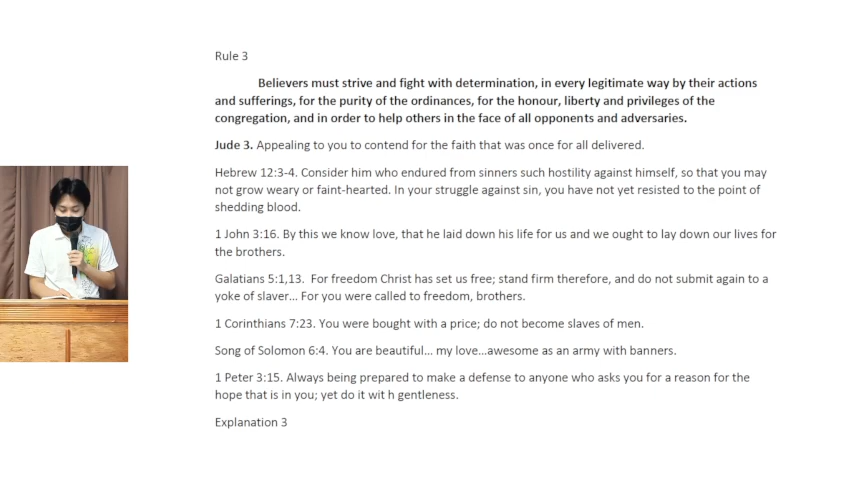 Rule 3
Believers must strive and fight with determination, in every legitimate way by their actions
and sufferings, for the purity of the ordinances, for the honour, liberty and privileges of the
congregation, and in order to help others in the face of all opponents and adversaries.
Jude 3. Appealing to you to contend for the faith that was once for all delivered.
Hebrew 12:3-4. Consider him who endured from sinners such hostility against himself, so that you may
not grow weary or faint-hearted. In your struggle against sin, you have not yet resisted to the point of
shedding blood.
1 John 3:16. By this we know love, that he laid down his life for us and we ought to lay down our lives for
the brothers.
Galatians 5:1,13.  For freedom Christ has set us free; stand firm therefore, and do not submit again to a
yoke of slaver... For you were called to freedom, brothers.
1 Corinthians 7:23. You were bought with a price; do not become slaves of men.
Song of Solomon 6:4. You are beautiful... my love...awesome as an army with banners.
1 Peter 3:15. Always being prepared to make a defense to anyone who asks you for a reason for the
hope that is in you; yet do it wit h gentleness.
Explanation 3